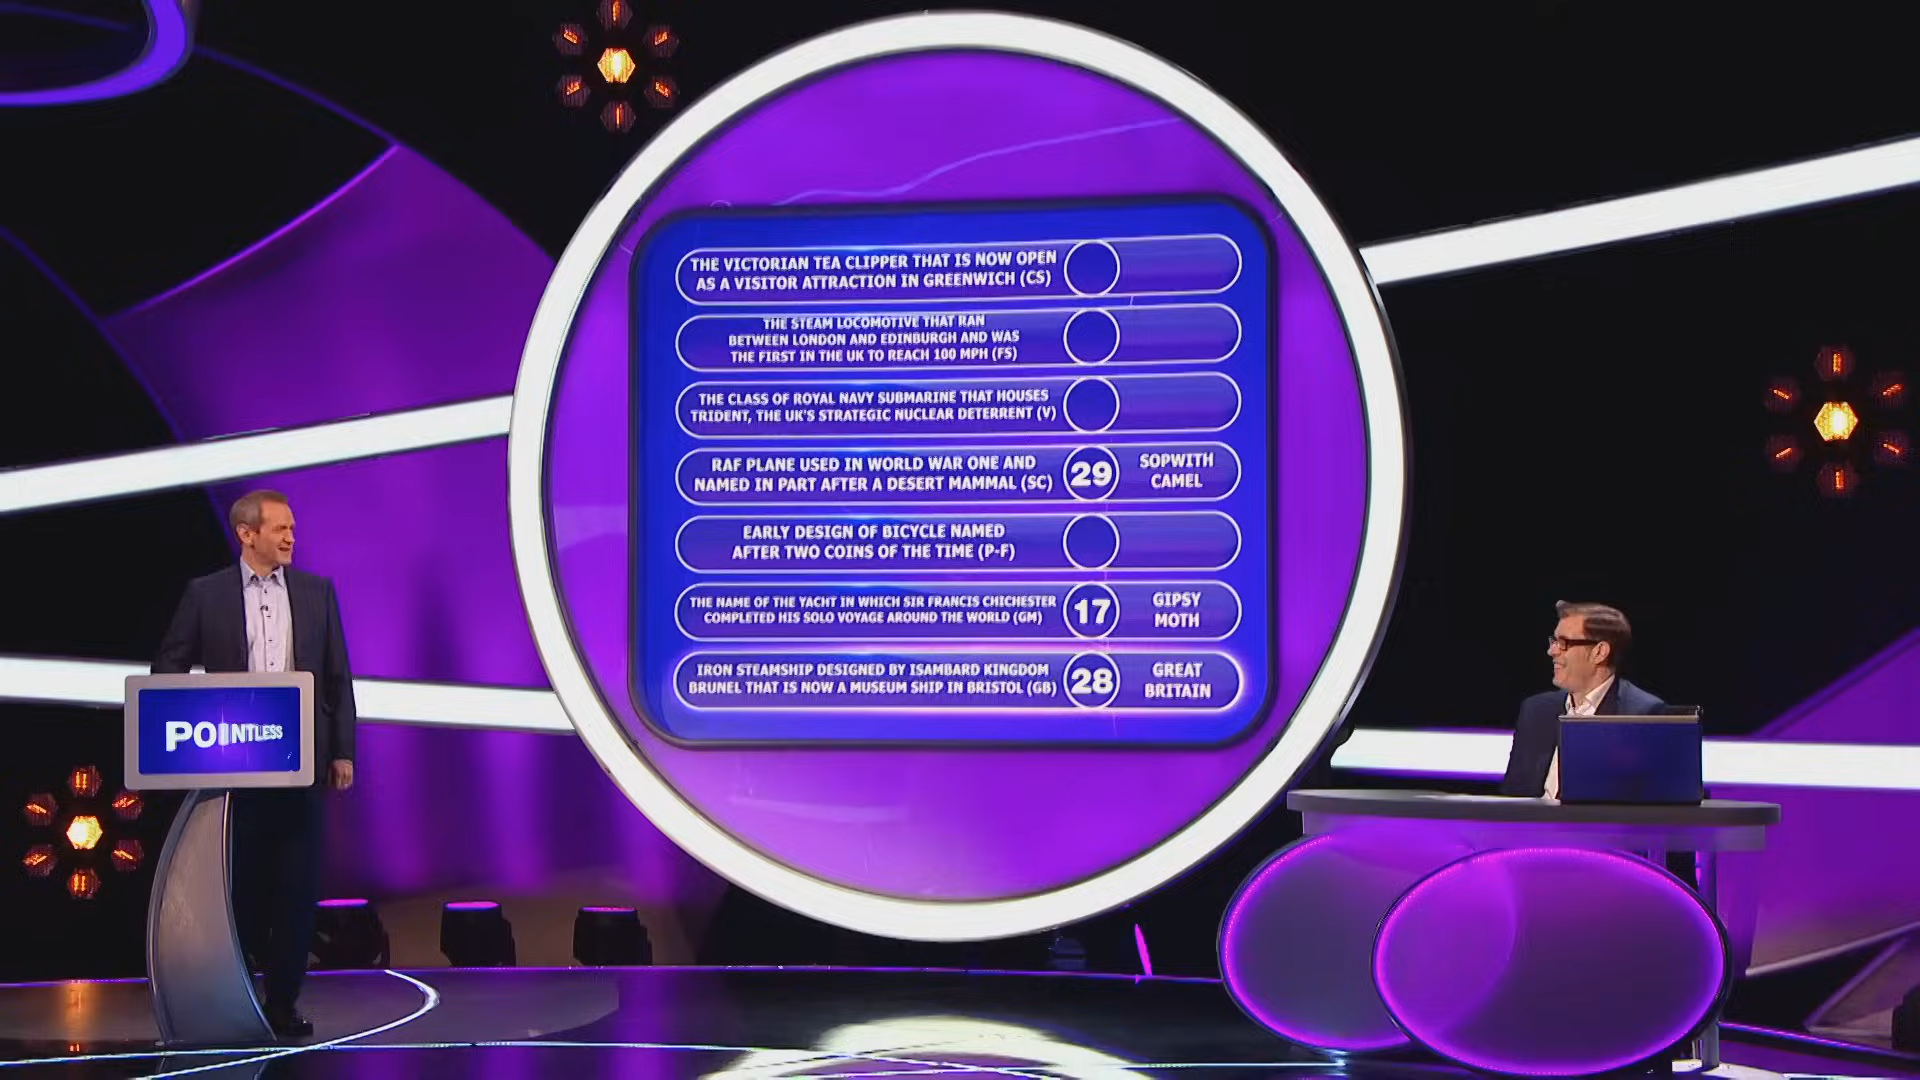 THE VICTORIAN TEA CLIPPER THAT IS NOW OPEN
AS A VISITOR ATTRACTION IN GREENWICH (CS)
THE STEAM LOCOMOTIVE THAT RAN
BETWEEN LONDON AND EDINBURGH AND WAS
THE FIRST IN THE UK TO REACH 100 MPH (FS)
THE CLASS OF ROYAL NAVY SUBMARINE THAT HOUSES
TRIDENT, THE UK'S STRATEGIC NUCLEAR DETERRENT (V)
RAF PLANE USED IN WORLD WAR ONE AND
NAMED IN PART AFTER A DESERT MAMMAL (SC)
29
SOPWITH
CAMEL
EARLY DESIGN OF BICYCLE NAMED
AFTER TWO COINS OF THE TIME (P-F)
THE NAME OF THE YACHT IN WHICH SIR FRANCIS CHICHESTER
COMPLETED HIS SOLO VOYAGE AROUND THE WORLD (GM)
17
GIPSY
MOTH
IRON STEAMSHIP DESIGNED BY ISAMBARD KINGDOM
BRUNEL THAT IS NOW A MUSEUM SHIP IN BRISTOL (GB)
28
GREAT
BRITAIN
POINTLESS